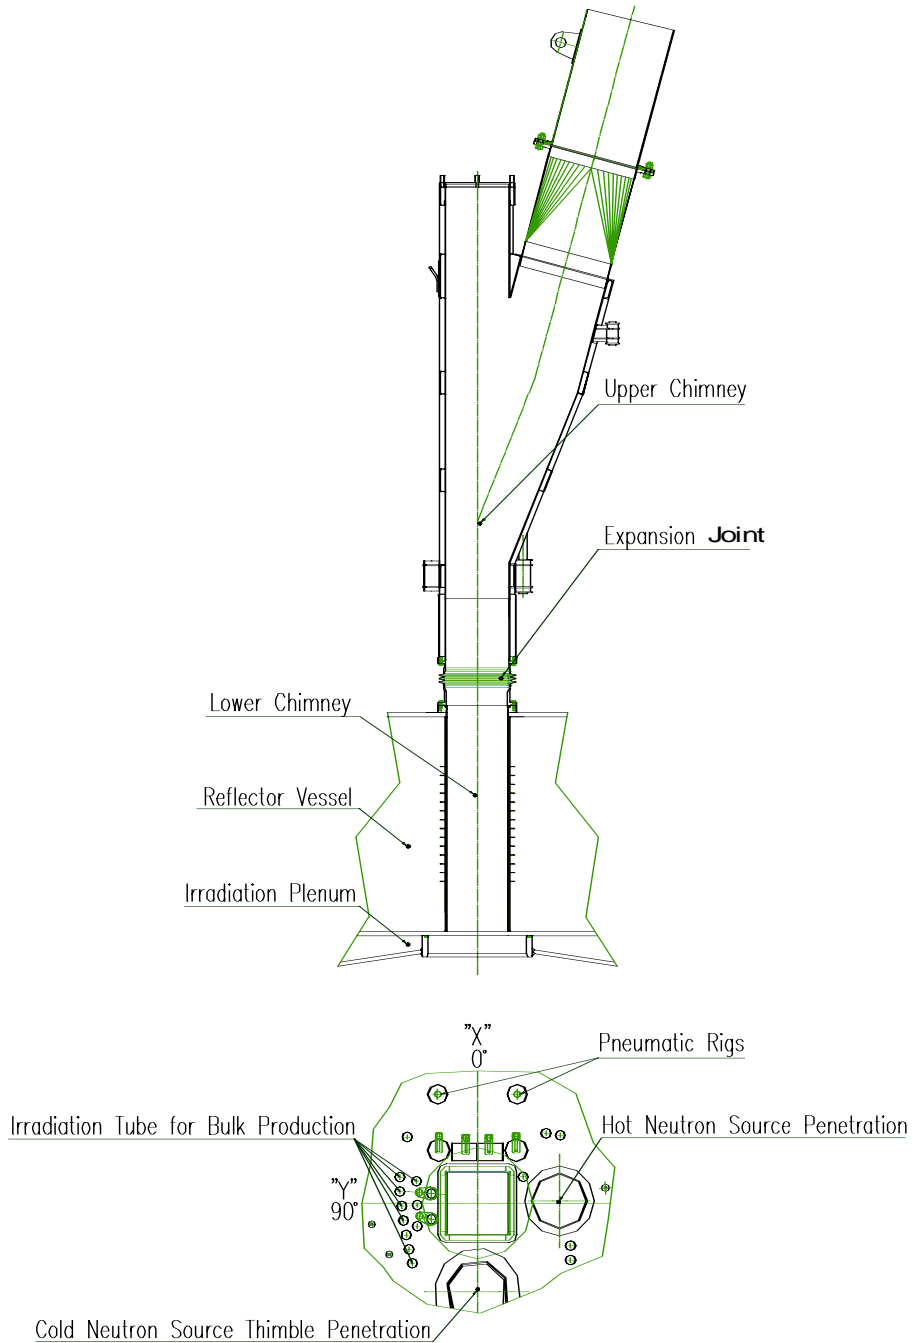 Upper Chimney
Expansion Joint
Lower Chimney
Reflector Vessel
Irradiation Plenum
"X"
0°
Pneumatic Rigs
Irradiation Tube for Bulk Production
Hot Neutron Source Penetration
"Y"
90°
Cold Neutron Source Thimble Penetration